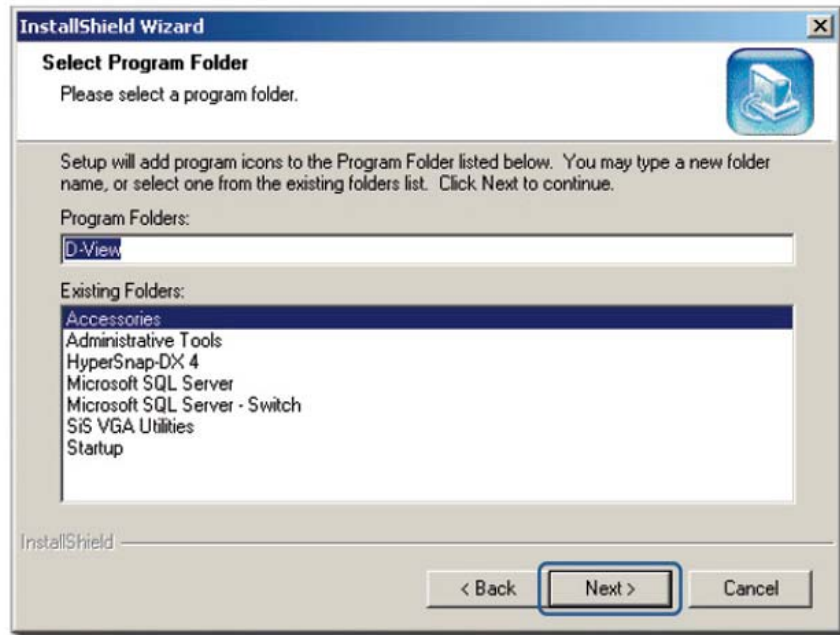 InstallShield Wizard
Select Program Folder
Please select a program folder.
Setup will add program icons to the Program Folder listed below. You may type a new folder
name, or select one from the existing folders list. Click Next to continue.
Program Folders:
D-View
Existing Folders:
Accessories
Administrative Tools
HyperSnap-DX 4
Microsoft SQL Server
Microsoft SQL Server - Switch
SiS VGA Utilities
Startup
InstallShield
< Back Next > Cancel